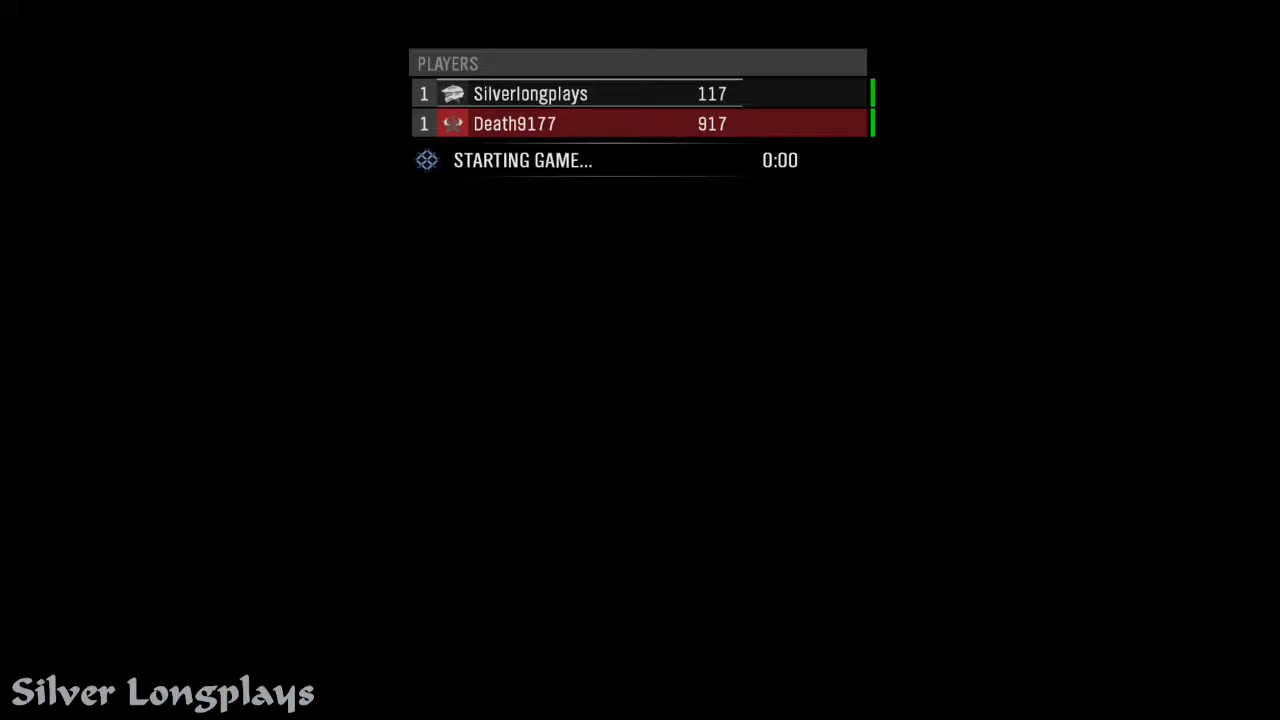 PLAYERS
1 Silverlongplays 117
1 Death9177 917
STARTING GAME... 0:00
Silver Longplays